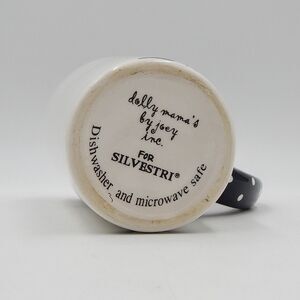 dolly mama's
by joey
inc.
FOR
SILVESTRI®
Dishwasher and microwave safe